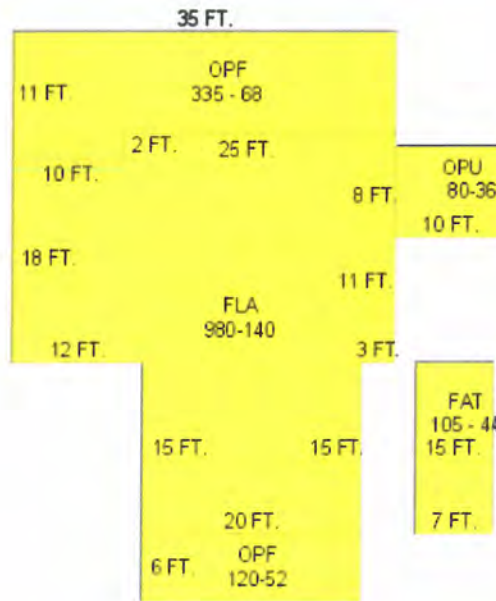 35 FT.
OPF
335 - 68
11 FT.
2 FT.
25 FT.
10 FT.
OPU
80-36
8 FT.
10 FT.
18 FT.
11 FT.
FLA
980-140
12 FT.
3 FT.
FAT
105 - 44
15 FT.
15 FT.
15 FT.
20 FT.
7 FT.
OPF
120-52
6 FT.